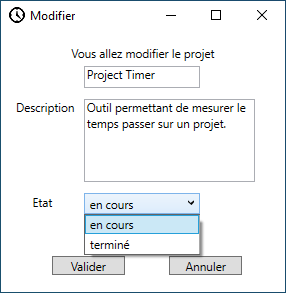 Modifier
Vous allez modifier le projet
Project Timer
Description
Outil permettant de mesurer le
temps passer sur un projet.
Etat
en cours
en cours
terminé
Valider
Annuler